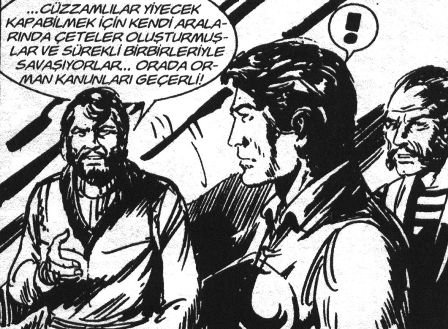 ...CÜZZAMLILAR YİYECEK
KAPABİLMEK İÇİN KENDİ ARALA-
RINDA ÇETELER OLUŞTURMUŞ-
LAR VE SÜREKLİ BİRBİRLERİYLE
SAVAŞIYORLAR... ORADA OR-
MAN KANUNLARI GEÇERLİ!
!